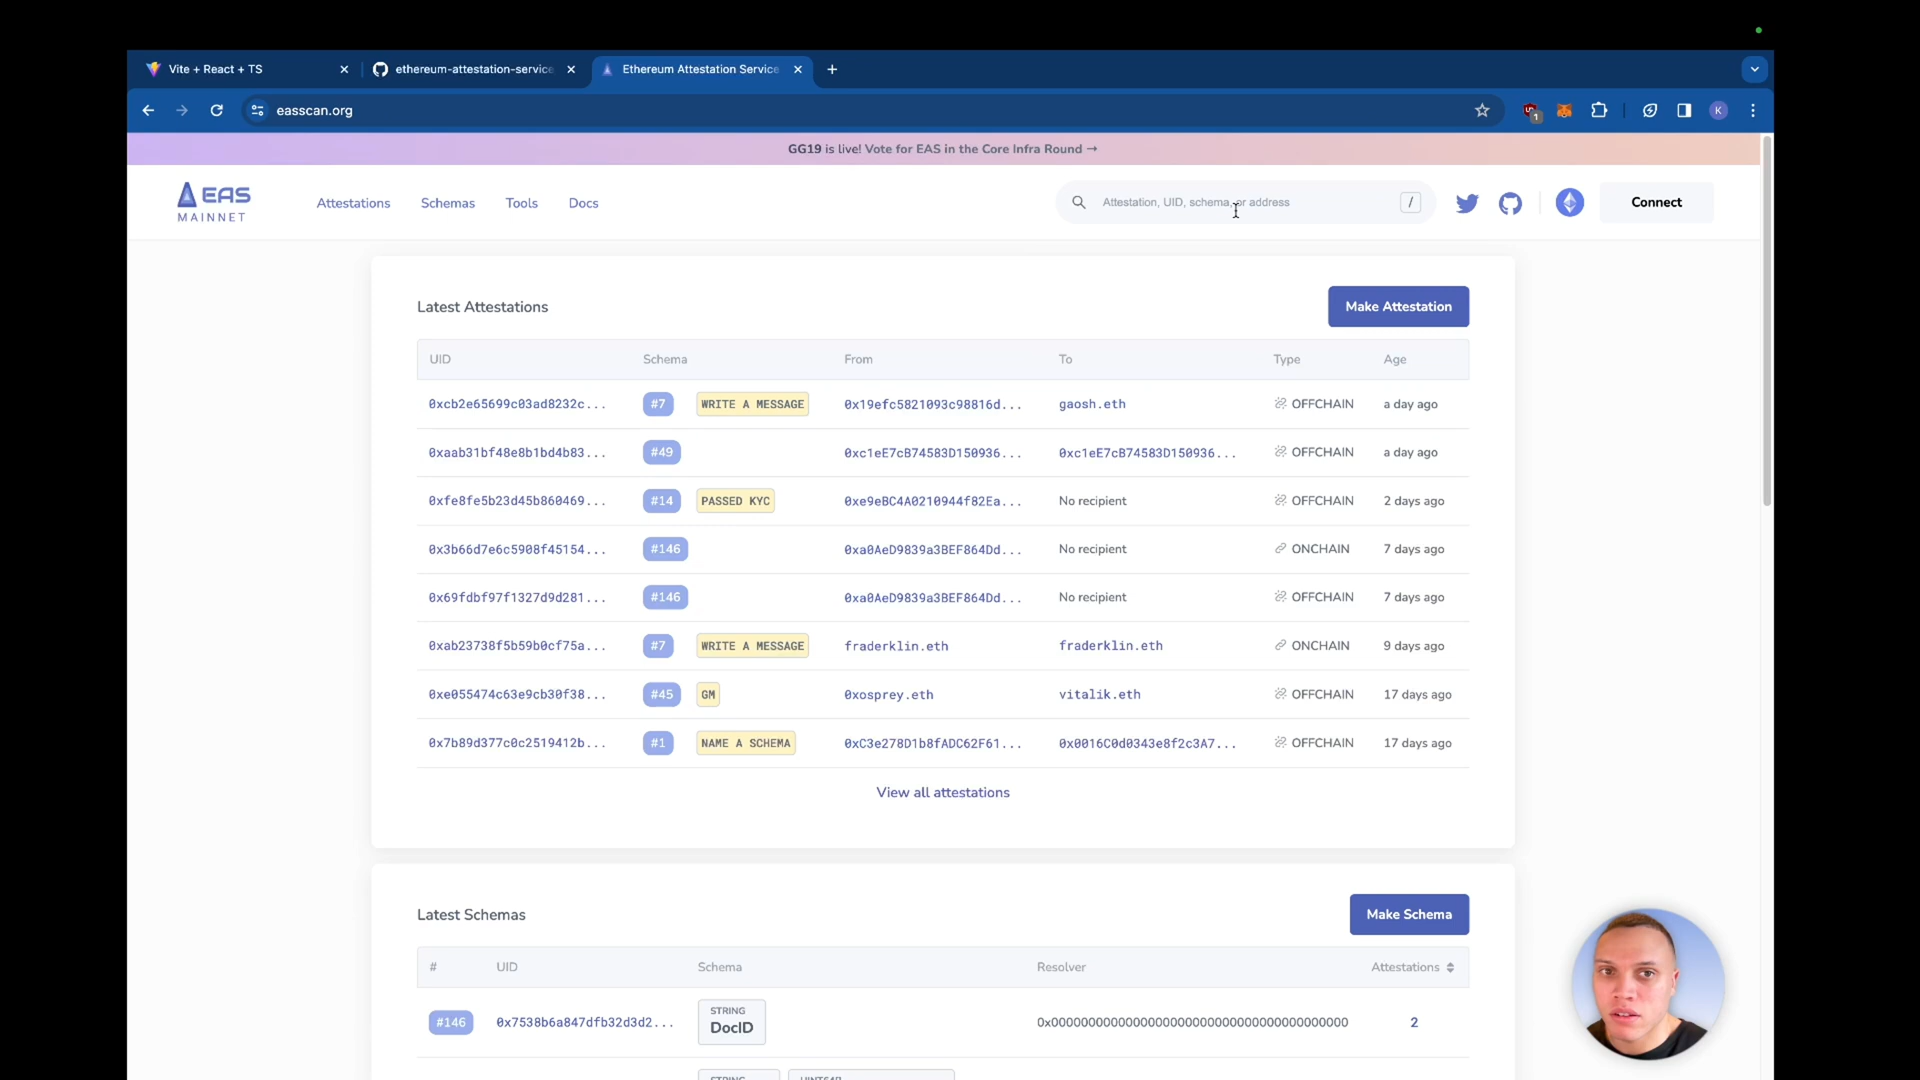 Vite + React + TS
ethereum-attestation-service
Ethereum Attestation Service
easscan.org
1
K
GG19 is live! Vote for EAS in the Core Infra Round →
EAS
MAINNET
Attestations
Schemas
Tools
Docs
Attestation, UID, schema, or address
/
Connect
Latest Attestations
Make Attestation
UID Schema From To Type Age
0xcb2e65699c03ad8232c... #7 WRITE A MESSAGE 0x19efc5821093c98816d... gaosh.eth OFFCHAIN a day ago
0xaab31bf48e8b1bd4b83... #49 0xc1eE7cB74583D150936... 0xc1eE7cB74583D150936... OFFCHAIN a day ago
0xfe8fe5b23d45b860469... #14 PASSED KYC 0xe9eBC4A0210944f82Ea... No recipient OFFCHAIN 2 days ago
0x3b66d7e6c5908f45154... #146 0xa0AeD9839a3BEF864Dd... No recipient ONCHAIN 7 days ago
0x69fdbf97f1327d9d281... #146 0xa0AeD9839a3BEF864Dd... No recipient OFFCHAIN 7 days ago
0xab23738f5b59b0cf75a... #7 WRITE A MESSAGE fraderklin.eth fraderklin.eth ONCHAIN 9 days ago
0xe055474c63e9cb30f38... #45 GM 0xosprey.eth vitalik.eth OFFCHAIN 17 days ago
0x7b89d377c0c2519412b... #1 NAME A SCHEMA 0xC3e278D1b8fADC62F61... 0x0016C0d0343e8f2c3A7... OFFCHAIN 17 days ago
View all attestations
Latest Schemas
Make Schema
# UID Schema Resolver Attestations
#146 0x7538b6a847dfb32d3d2... STRING DocID 0x0000000000000000000000000000000000000000 2